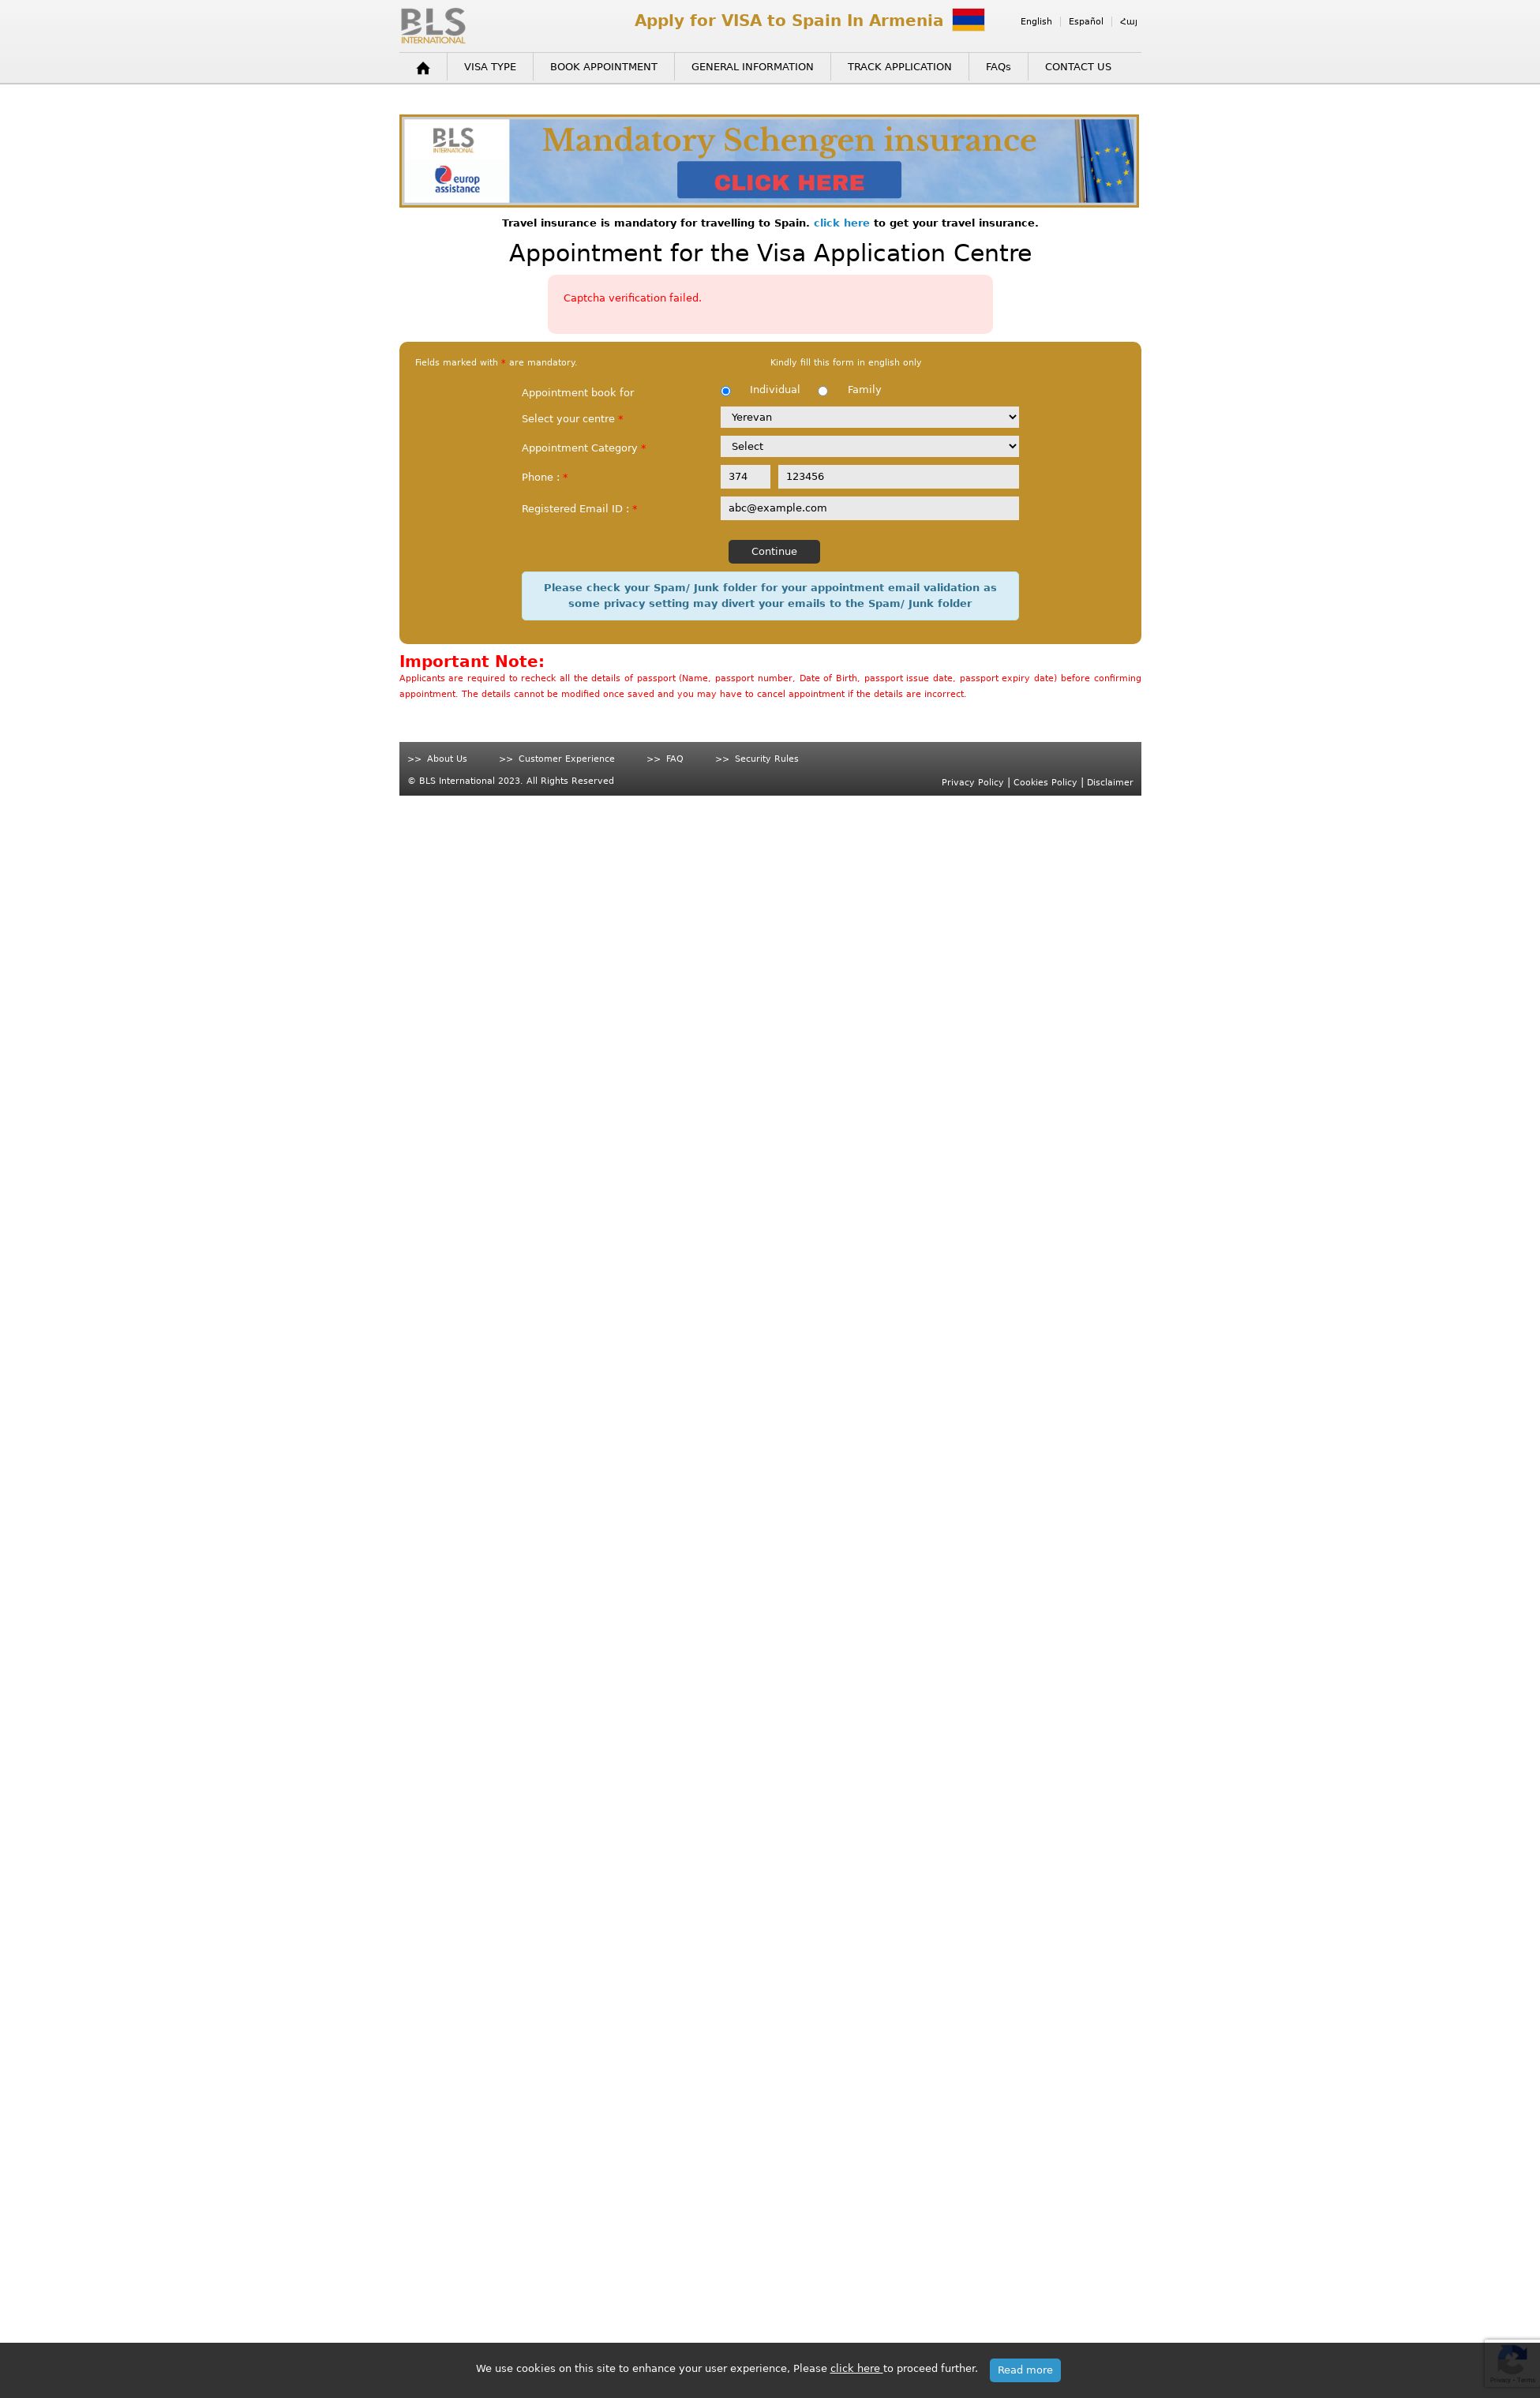 BLS
INTERNATIONAL
Apply for VISA to Spain In Armenia
English
Español
Հայ
VISA TYPE
BOOK APPOINTMENT
GENERAL INFORMATION
TRACK APPLICATION
FAQs
CONTACT US
BLS
INTERNATIONAL
europ
assistance
Mandatory Schengen insurance
CLICK HERE
Travel insurance is mandatory for travelling to Spain. click here to get your travel insurance.
Appointment for the Visa Application Centre
Captcha verification failed.
Fields marked with * are mandatory.
Kindly fill this form in english only
Appointment book for
Individual
Family
Select your centre *
Yerevan
Appointment Category *
Select
Phone : *
374
123456
Registered Email ID : *
abc@example.com
Continue
Please check your Spam/ Junk folder for your appointment email validation as
some privacy setting may divert your emails to the Spam/ Junk folder
Important Note:
Applicants are required to recheck all the details of passport (Name, passport number, Date of Birth, passport issue date, passport expiry date) before confirming
appointment. The details cannot be modified once saved and you may have to cancel appointment if the details are incorrect.
>> About Us
>> Customer Experience
>> FAQ
>> Security Rules
© BLS International 2023. All Rights Reserved
Privacy Policy | Cookies Policy | Disclaimer
We use cookies on this site to enhance your user experience, Please click here to proceed further.
Read more
Privacy - Terms